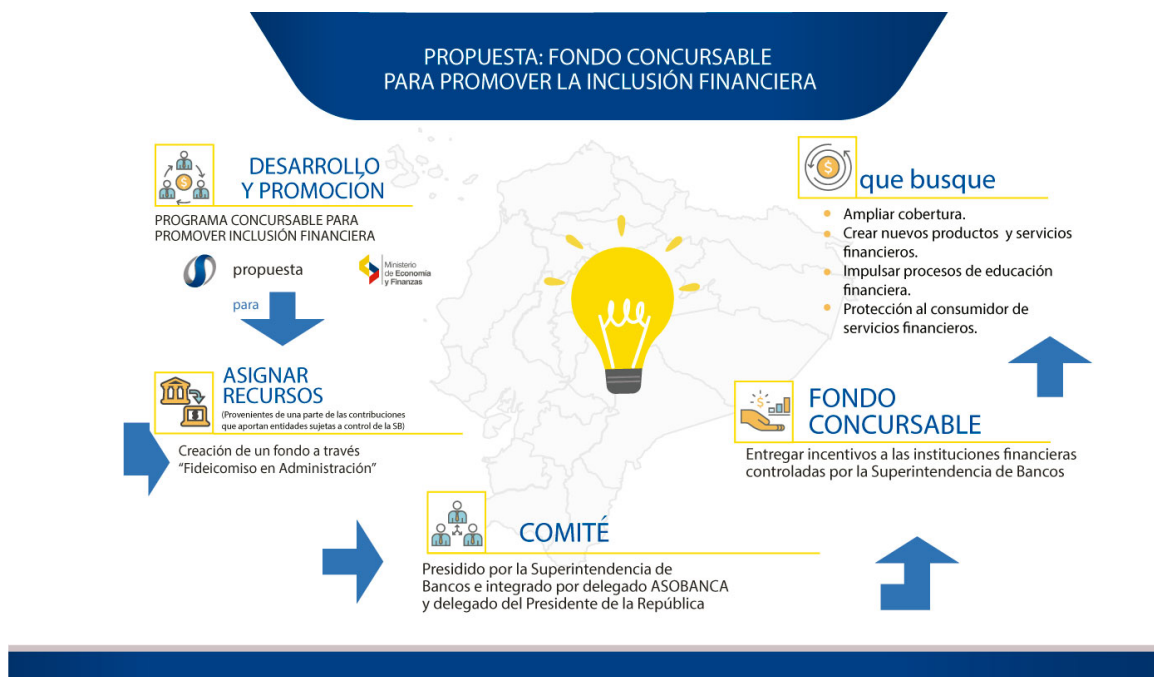 PROPUESTA: FONDO CONCURSABLE
PARA PROMOVER LA INCLUSIÓN FINANCIERA
DESARROLLO
Y PROMOCIÓN
PROGRAMA CONCURSABLE PARA
PROMOVER INCLUSIÓN FINANCIERA
propuesta
Ministerio
de Economía
y Finanzas
para
ASIGNAR
RECURSOS
(Provenientes de una parte de las contribuciones
que aportan entidades sujetas a control de la SB)
Creación de un fondo a través
“Fideicomiso en Administración”
COMITÉ
Presidido por la Superintendencia de
Bancos e integrado por delegado ASOBANCA
y delegado del Presidente de la República
FONDO
CONCURSABLE
Entregar incentivos a las instituciones financieras
controladas por la Superintendencia de Bancos
que busque
• Ampliar cobertura.
• Crear nuevos productos y servicios
financieros.
• Impulsar procesos de educación
financiera.
• Protección al consumidor de
servicios financieros.